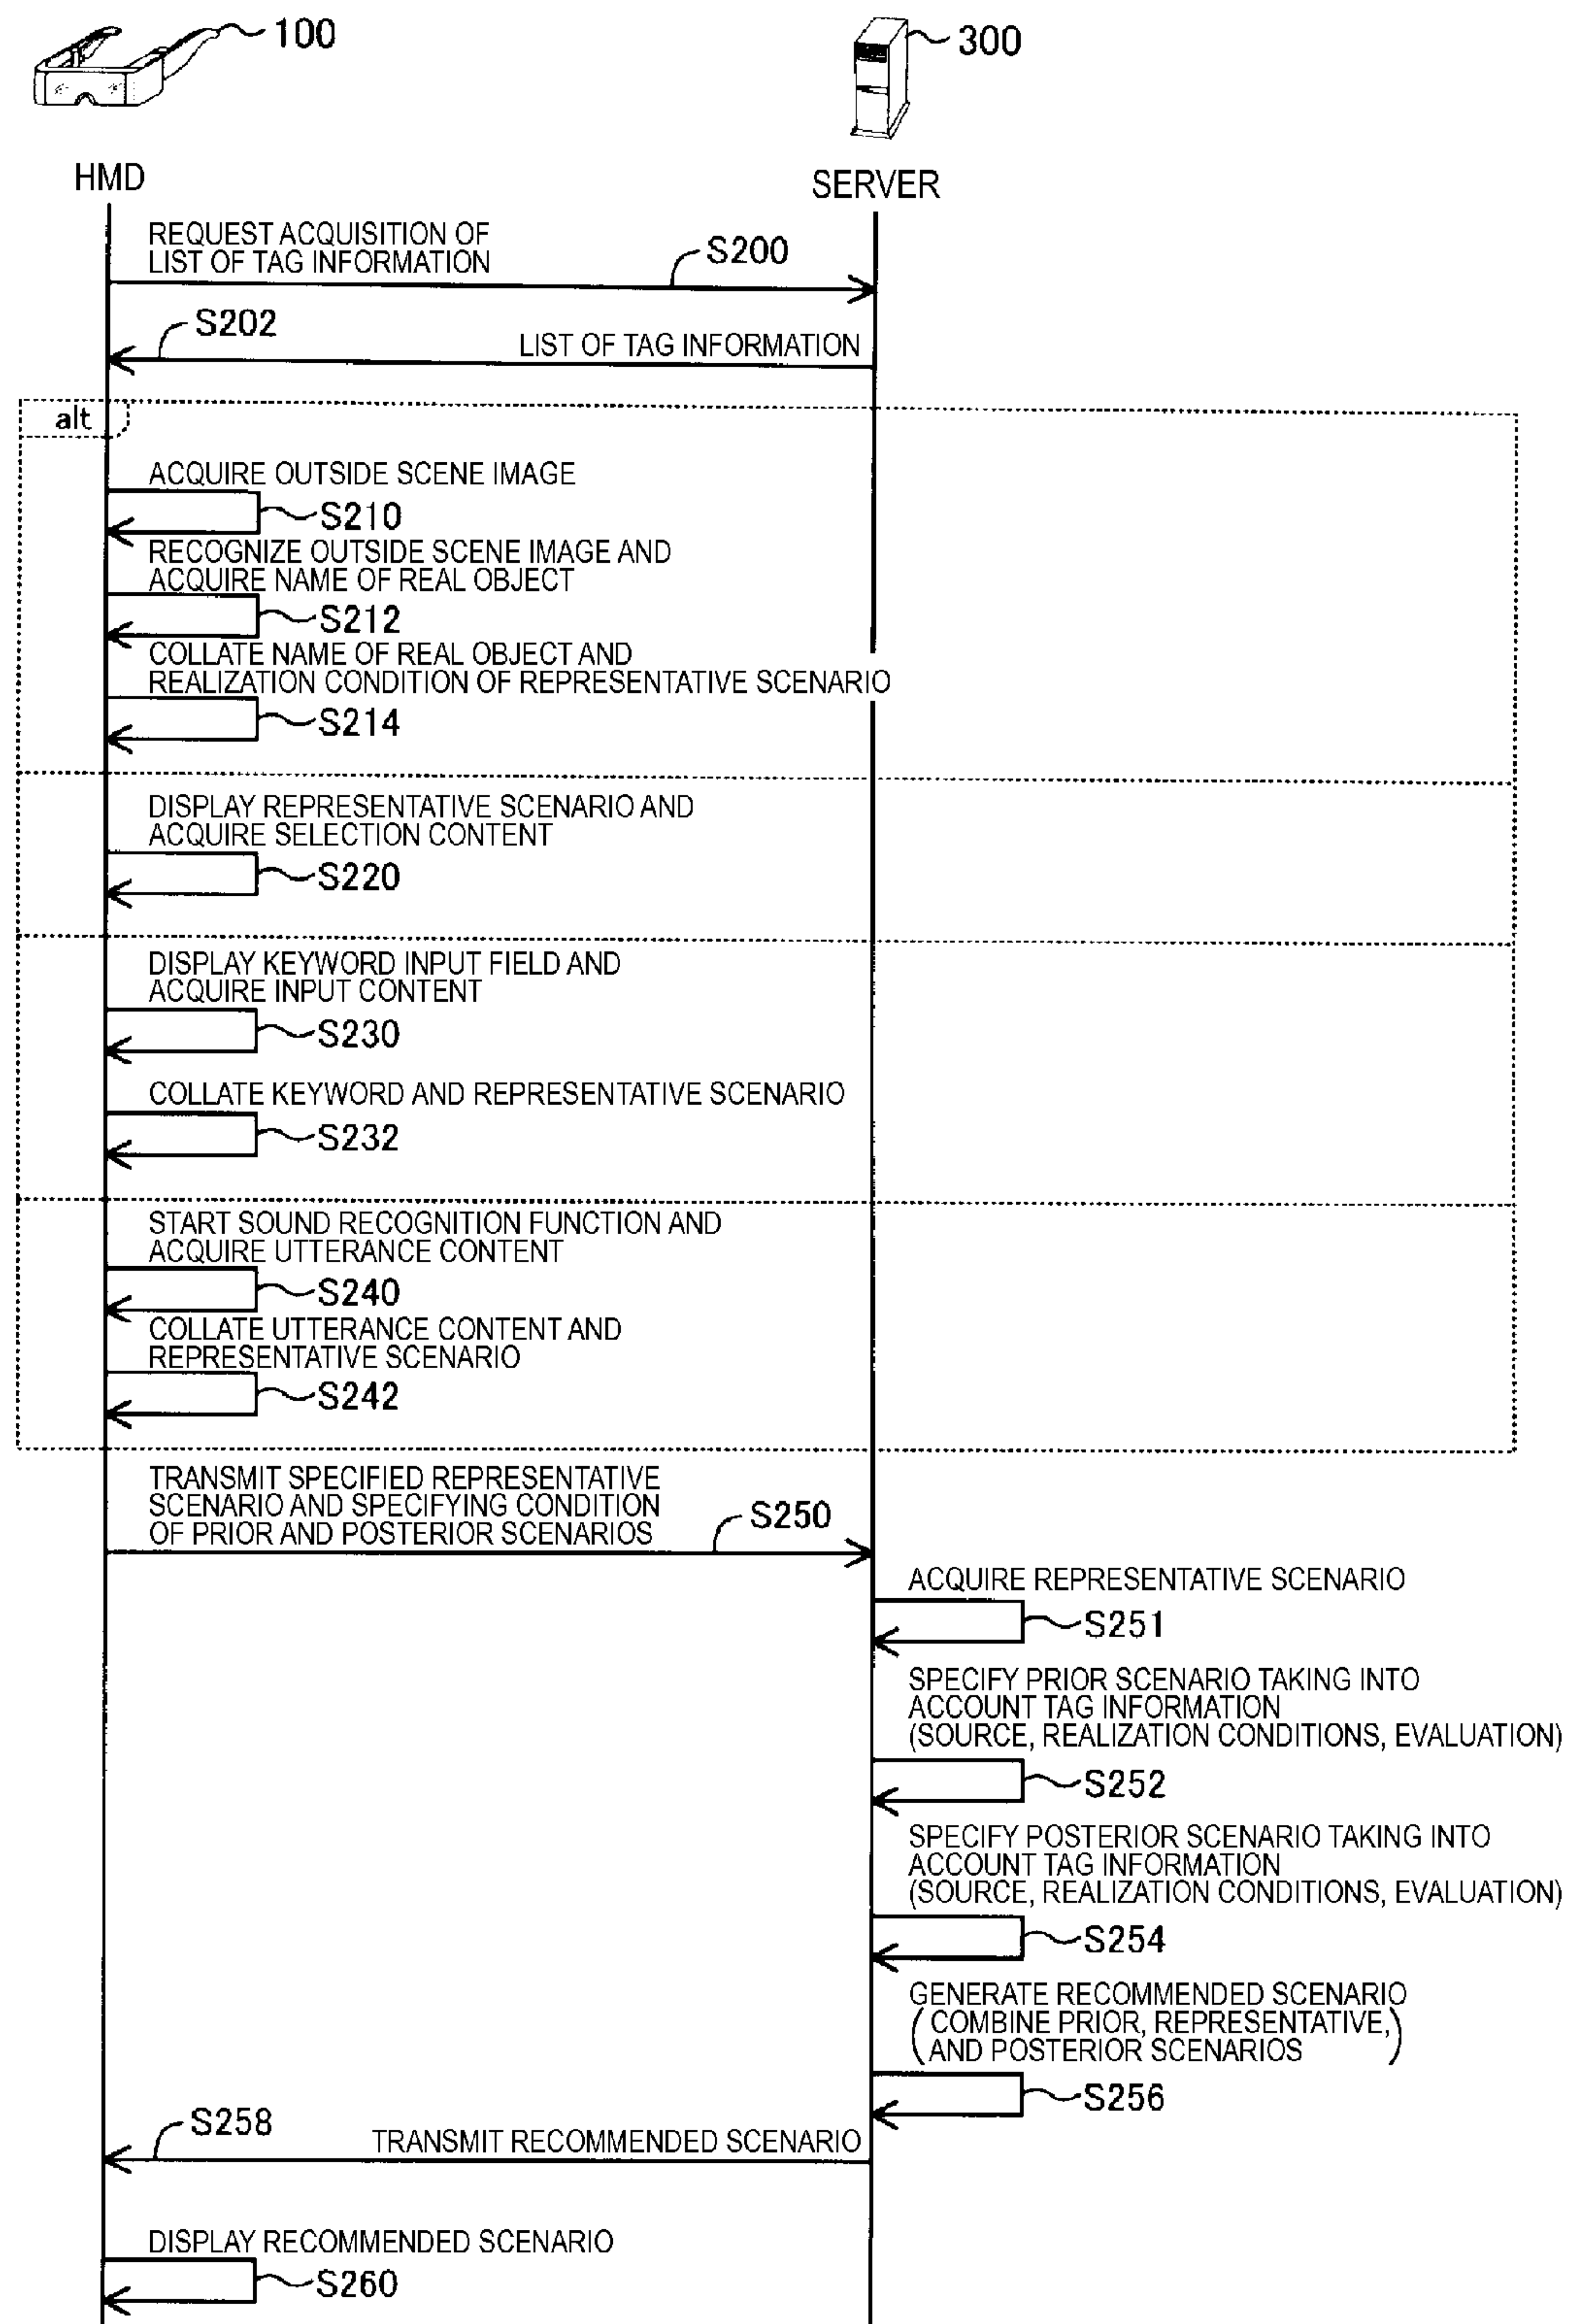 100
300
HMD
SERVER
REQUEST ACQUISITION OF
LIST OF TAG INFORMATION
S200
S202
LIST OF TAG INFORMATION
alt
ACQUIRE OUTSIDE SCENE IMAGE
S210
RECOGNIZE OUTSIDE SCENE IMAGE AND
ACQUIRE NAME OF REAL OBJECT
S212
COLLATE NAME OF REAL OBJECT AND
REALIZATION CONDITION OF REPRESENTATIVE SCENARIO
S214
DISPLAY REPRESENTATIVE SCENARIO AND
ACQUIRE SELECTION CONTENT
S220
DISPLAY KEYWORD INPUT FIELD AND
ACQUIRE INPUT CONTENT
S230
COLLATE KEYWORD AND REPRESENTATIVE SCENARIO
S232
START SOUND RECOGNITION FUNCTION AND
ACQUIRE UTTERANCE CONTENT
S240
COLLATE UTTERANCE CONTENT AND
REPRESENTATIVE SCENARIO
S242
TRANSMIT SPECIFIED REPRESENTATIVE
SCENARIO AND SPECIFYING CONDITION
OF PRIOR AND POSTERIOR SCENARIOS
S250
ACQUIRE REPRESENTATIVE SCENARIO
S251
SPECIFY PRIOR SCENARIO TAKING INTO
ACCOUNT TAG INFORMATION
(SOURCE, REALIZATION CONDITIONS, EVALUATION)
S252
SPECIFY POSTERIOR SCENARIO TAKING INTO
ACCOUNT TAG INFORMATION
(SOURCE, REALIZATION CONDITIONS, EVALUATION)
S254
GENERATE RECOMMENDED SCENARIO
(COMBINE PRIOR, REPRESENTATIVE,
AND POSTERIOR SCENARIOS)
S256
S258
TRANSMIT RECOMMENDED SCENARIO
DISPLAY RECOMMENDED SCENARIO
S260